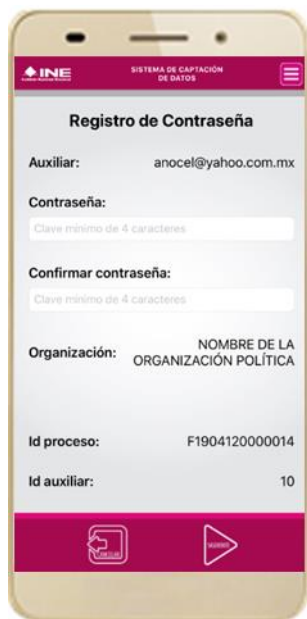 INE
SISTEMA DE CAPTACIÓN
DE DATOS
Registro de Contraseña
Auxiliar: anocel@yahoo.com.mx
Contraseña:
Clave mínimo de 4 caracteres
Confirmar contraseña:
Clave mínimo de 4 caracteres
Organización: NOMBRE DE LA
ORGANIZACIÓN POLÍTICA
Id proceso: F1904120000014
Id auxiliar: 10